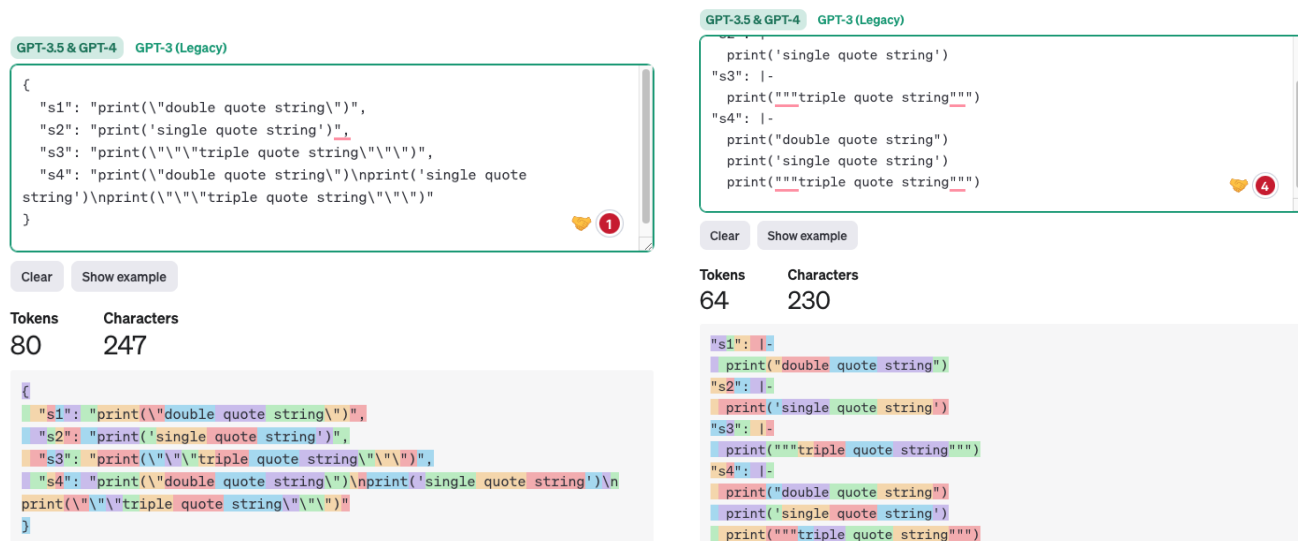 GPT-3.5 & GPT-4 GPT-3 (Legacy)
{
  "s1": "print(\"double quote string\")",
  "s2": "print('single quote string')",
  "s3": "print(\"\"\"triple quote string\"\"\")",
  "s4": "print(\"double quote string\")\nprint('single quote
string')\nprint(\"\"\"triple quote string\"\"\")"
}
1
Clear Show example
Tokens Characters
80 247
{
  "s1": "print(\"double quote string\")",
  "s2": "print('single quote string')",
  "s3": "print(\"\"\"triple quote string\"\"\")",
  "s4": "print(\"double quote string\")\nprint('single quote string')\n
print(\"\"\"triple quote string\"\"\")"
}
GPT-3.5 & GPT-4 GPT-3 (Legacy)
"s2": |-
  print('single quote string')
"s3": |-
  print("""triple quote string""")
"s4": |-
  print("double quote string")
  print('single quote string')
  print("""triple quote string""")
4
Clear Show example
Tokens Characters
64 230
"s1": |-
  print("double quote string")
"s2": |-
  print('single quote string')
"s3": |-
  print("""triple quote string""")
"s4": |-
  print("double quote string")
  print('single quote string')
  print("""triple quote string""")